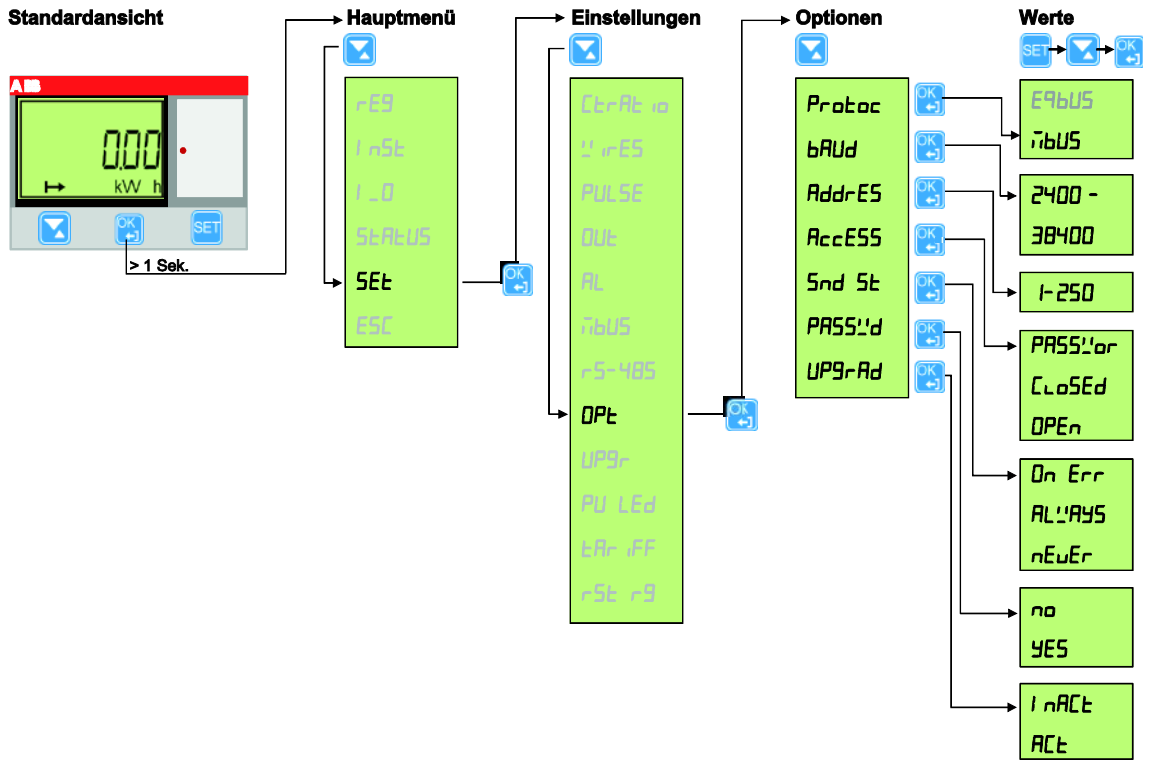 Standardansicht
Hauptmenü
Einstellungen
Optionen
Werte
SET
OK
ABB
0.00
kW h
OK
SET
> 1 Sek.
rEg
InSt
I_O
StAtUS
SEt
ESC
OK
CtrAtio
WirES
PULSE
OUt
AL
mbUS
rS-485
OPt
UPgr
PU LEd
tAriFF
rSt rg
OK
Protoc
OK
bAUd
OK
AddrES
OK
AccESS
OK
Snd St
OK
PASSWd
OK
UPgrAd
OK
EqbUS
mbUS
2400 -
38400
1-250
PASSWor
CLoSEd
OPEn
On Err
ALWAYS
nEvEr
no
YES
InACt
ACt